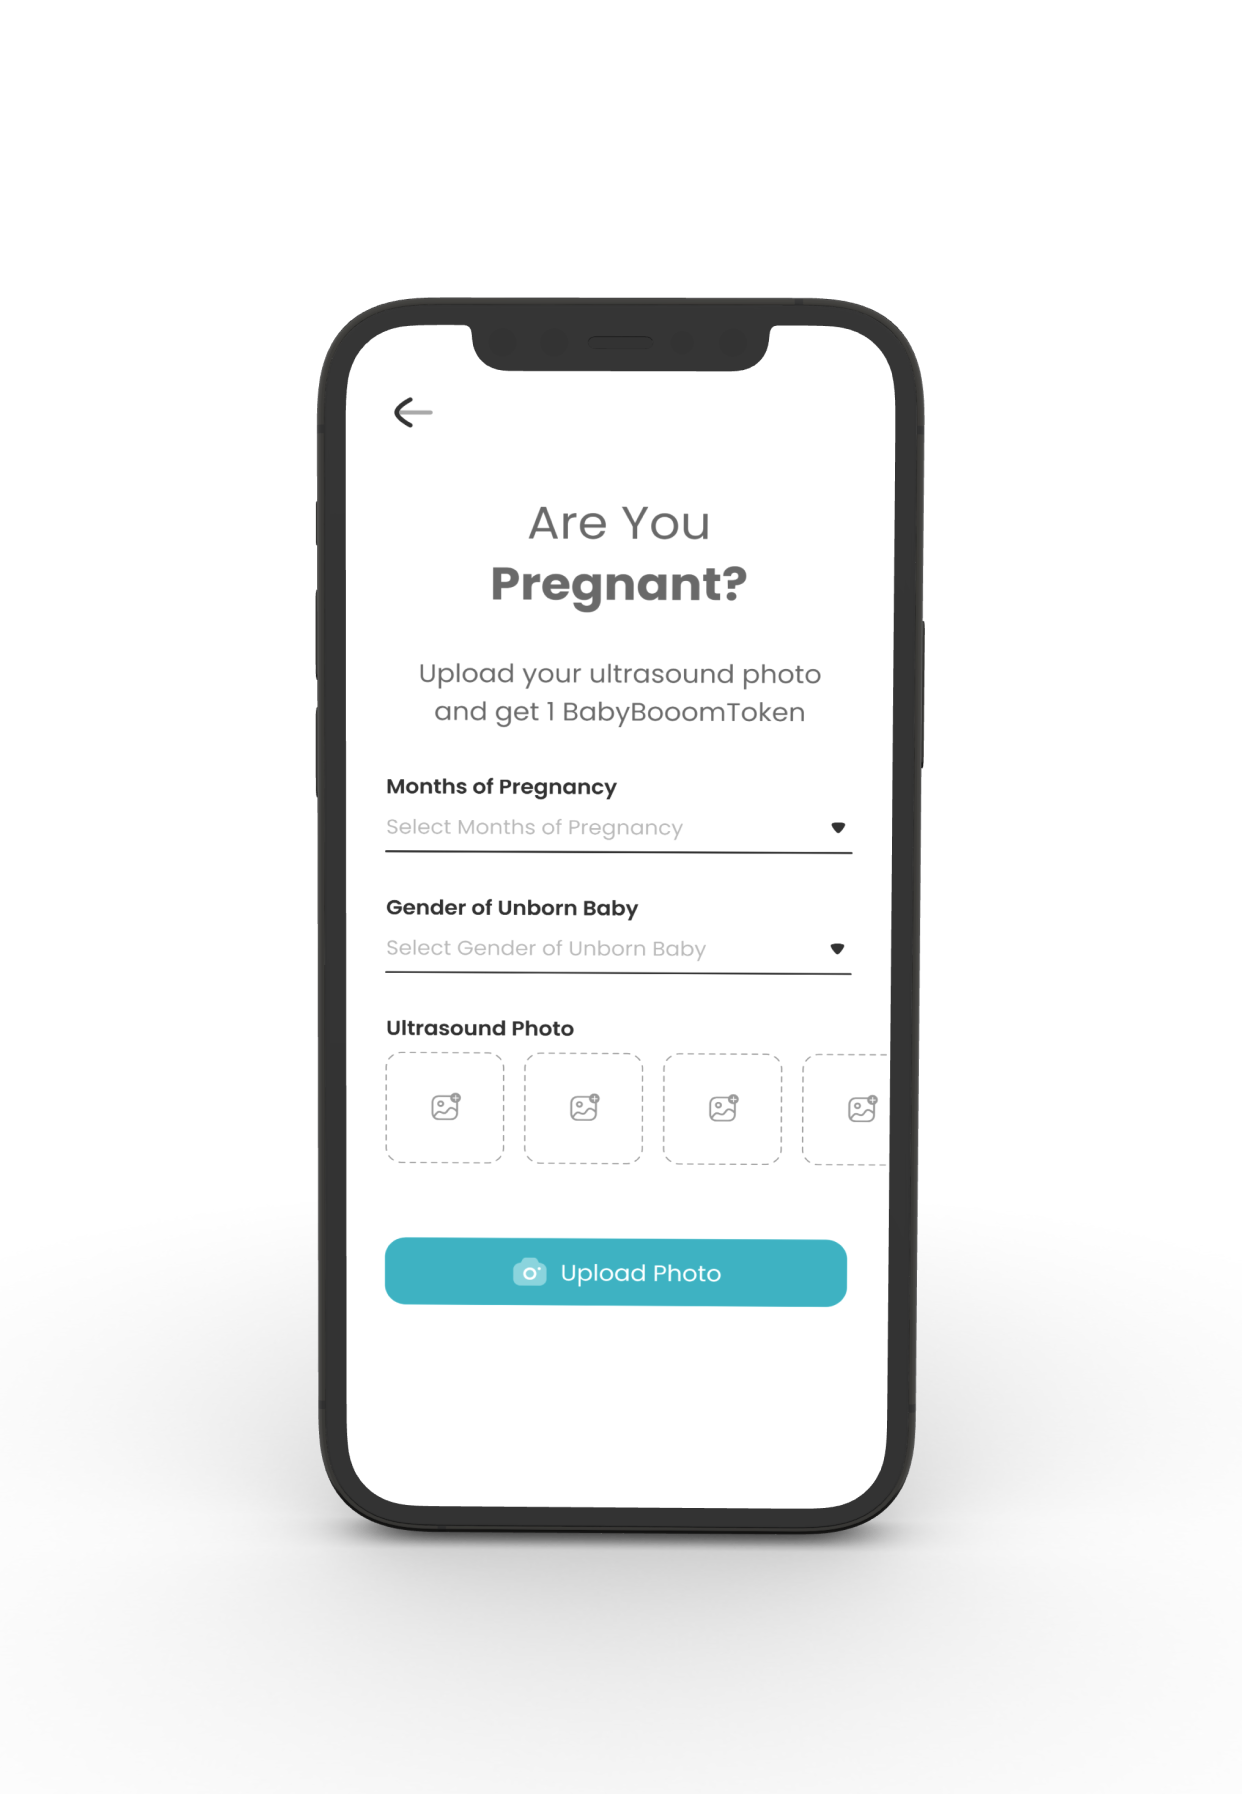 Are You
Pregnant?
Upload your ultrasound photo
and get 1 BabyBooomToken
Months of Pregnancy
Select Months of Pregnancy
Gender of Unborn Baby
Select Gender of Unborn Baby
Ultrasound Photo
Upload Photo